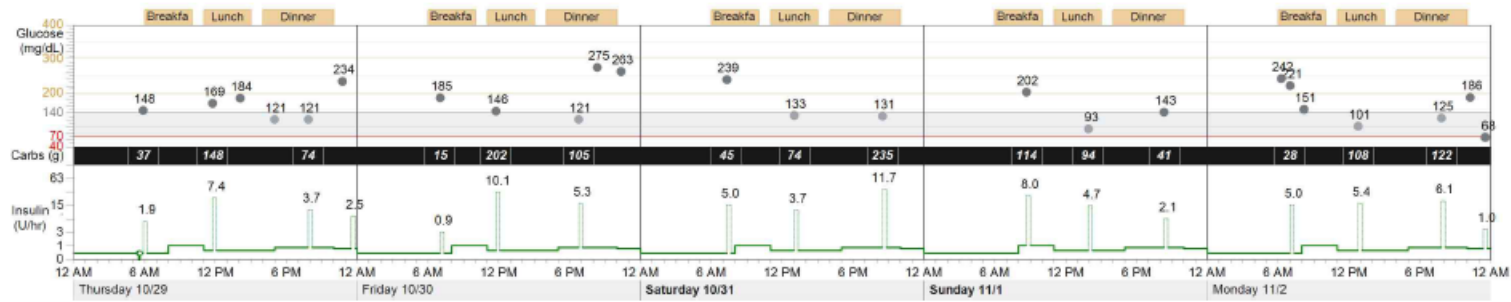 Breakfa Lunch Dinner Breakfa Lunch Dinner Breakfa Lunch Dinner Breakfa Lunch Dinner Breakfa Lunch Dinner
400
Glucose
(mg/dL)
300
200
140
70
40
148 169 184 121 121 234 185 146 121 275 263 239 133 131 202 93 143 242 221 151 101 125 186 68
Carbs (g) 37 148 74 15 202 105 45 74 235 114 94 41 28 108 122
63
15
Insulin
(U/hr)
3
1
0
1.9 7.4 3.7 2.5 0.9 10.1 5.3 5.0 3.7 11.7 8.0 4.7 2.1 5.0 5.4 6.1 1.0
12 AM 6 AM 12 PM 6 PM 12 AM 6 AM 12 PM 6 PM 12 AM 6 AM 12 PM 6 PM 12 AM 6 AM 12 PM 6 PM 12 AM 6 AM 12 PM 6 PM 12 AM
Thursday 10/29 Friday 10/30 Saturday 10/31 Sunday 11/1 Monday 11/2